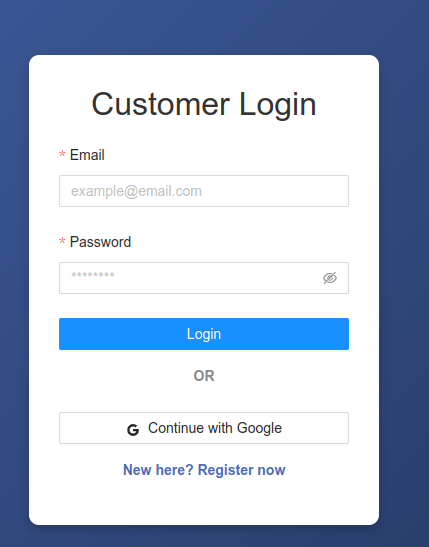 Customer Login
* Email
example@email.com
* Password
********
Login
OR
G Continue with Google
New here? Register now